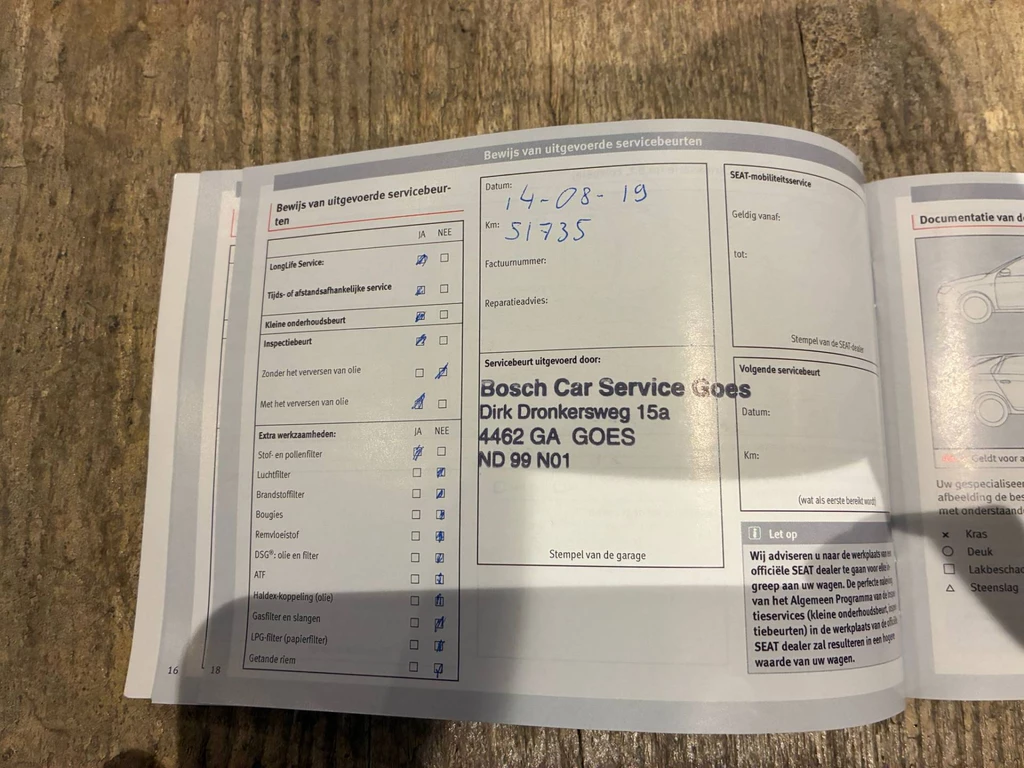 Bewijs van uitgevoerde servicebeurten
Bewijs van uitgevoerde servicebeur-
ten
JA NEE
LongLife Service:
Tijds- of afstandsafhankelijke service
Kleine onderhoudsbeurt
Inspectiebeurt
Zonder het verversen van olie
Met het verversen van olie
Extra werkzaamheden: JA NEE
Stof- en pollenfilter
Luchtfilter
Brandstoffilter
Bougies
Remvloeistof
DSG®: olie en filter
ATF
Haldex-koppeling (olie)
Gasfilter en slangen
LPG-filter (papierfilter)
Getande riem
16
18
Datum:
14-08-19
Km: 51735
Factuurnummer:
Reparatieadvies:
Servicebeurt uitgevoerd door:
Bosch Car Service Goes
Dirk Dronkersweg 15a
4462 GA GOES
ND 99 N01
Stempel van de garage
SEAT-mobiliteitsservice
Geldig vanaf:
tot:
Stempel van de SEAT-dealer
Volgende servicebeurt
Datum:
Km:
(wat als eerste bereikt word)
i Let op
Wij adviseren u naar de werkplaats
officiële SEAT dealer te gaan voor
greep aan uw wagen. De perfecte
van het Algemeen Programma van de
tieservices (kleine onderhoudsbeurt,
tiebeurten) in de werkplaats van de
SEAT dealer zal resulteren in een
waarde van uw wagen.
Documentatie van
Geldt voor
Uw gespecialiseer
afbeelding de bes
met onderstaand
× Kras
○ Deuk
□ Lakbescha
△ Steenslag